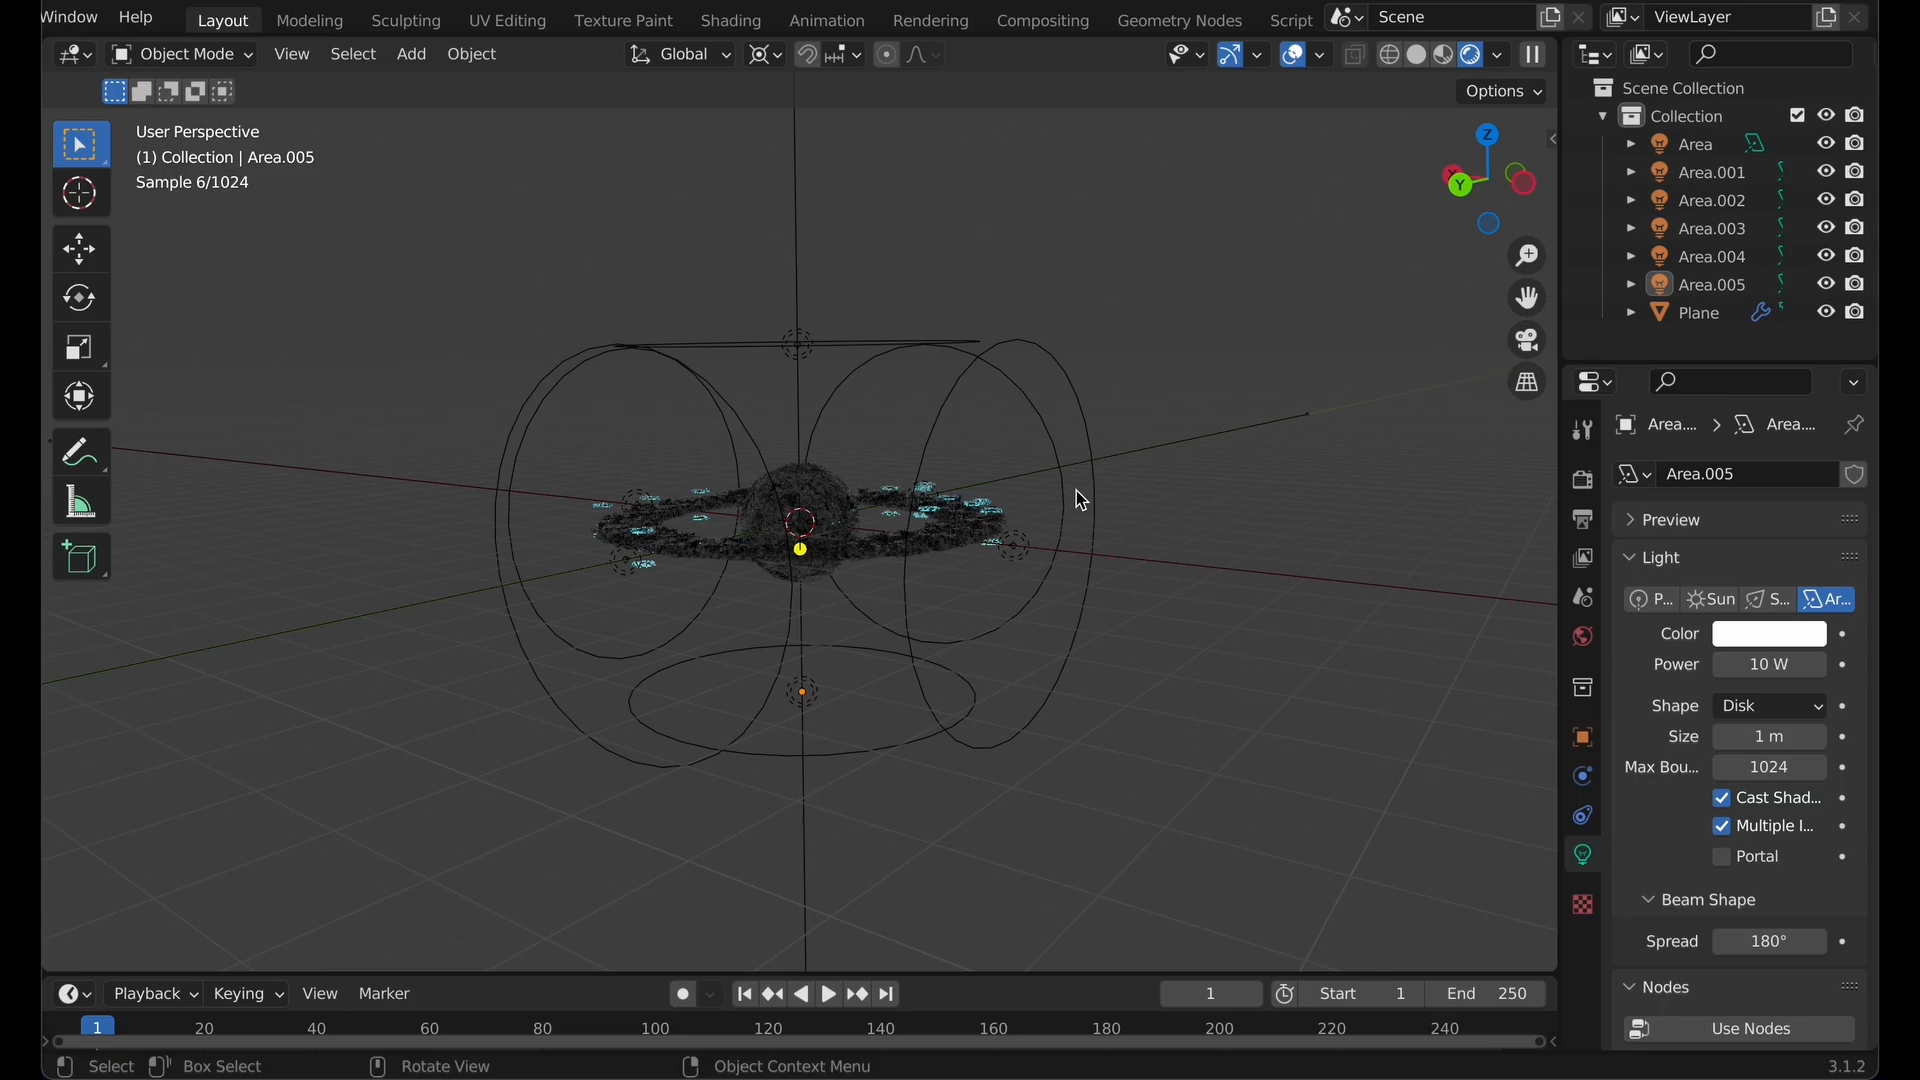 Window Help Layout Modeling Sculpting UV Editing Texture Paint Shading Animation Rendering Compositing Geometry Nodes Script Scene ViewLayer
Object Mode View Select Add Object Global
Options
User Perspective
(1) Collection | Area.005
Sample 6/1024
Z
X
Y
Scene Collection
Collection
Area
Area.001
Area.002
Area.003
Area.004
Area.005
Plane
Area.... > Area....
Area.005
Preview
Light
P... Sun S... Ar...
Color
Power 10 W
Shape Disk
Size 1 m
Max Bou... 1024
Cast Shad...
Multiple I...
Portal
Beam Shape
Spread 180°
Nodes
Use Nodes
Playback Keying View Marker 1 Start 1 End 250
1 20 40 60 80 100 120 140 160 180 200 220 240
Select Box Select Rotate View Object Context Menu 3.1.2